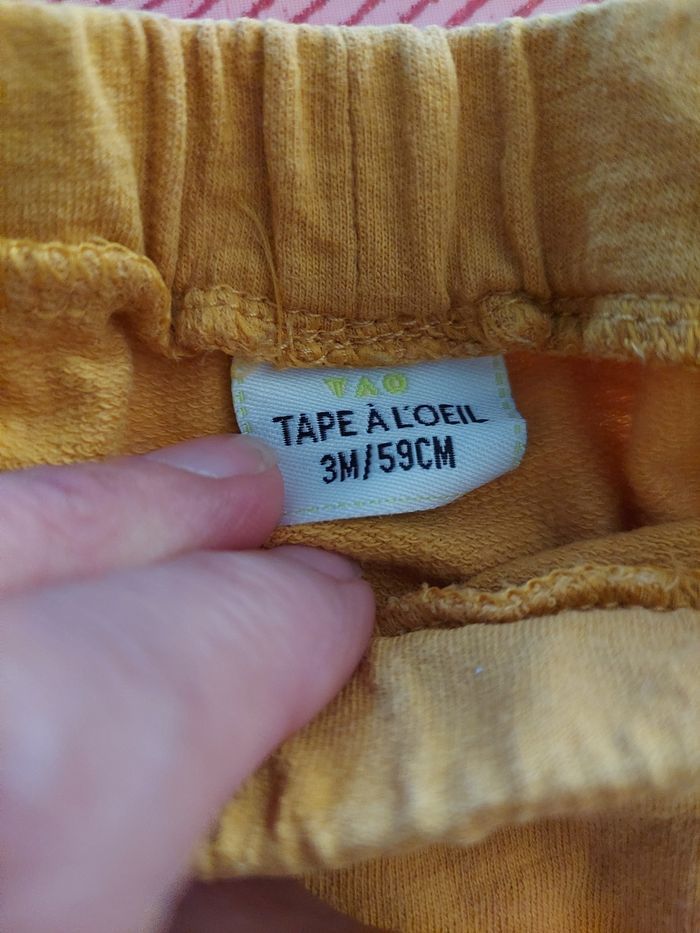 TAO
TAPE À L'OEIL
3M/59CM